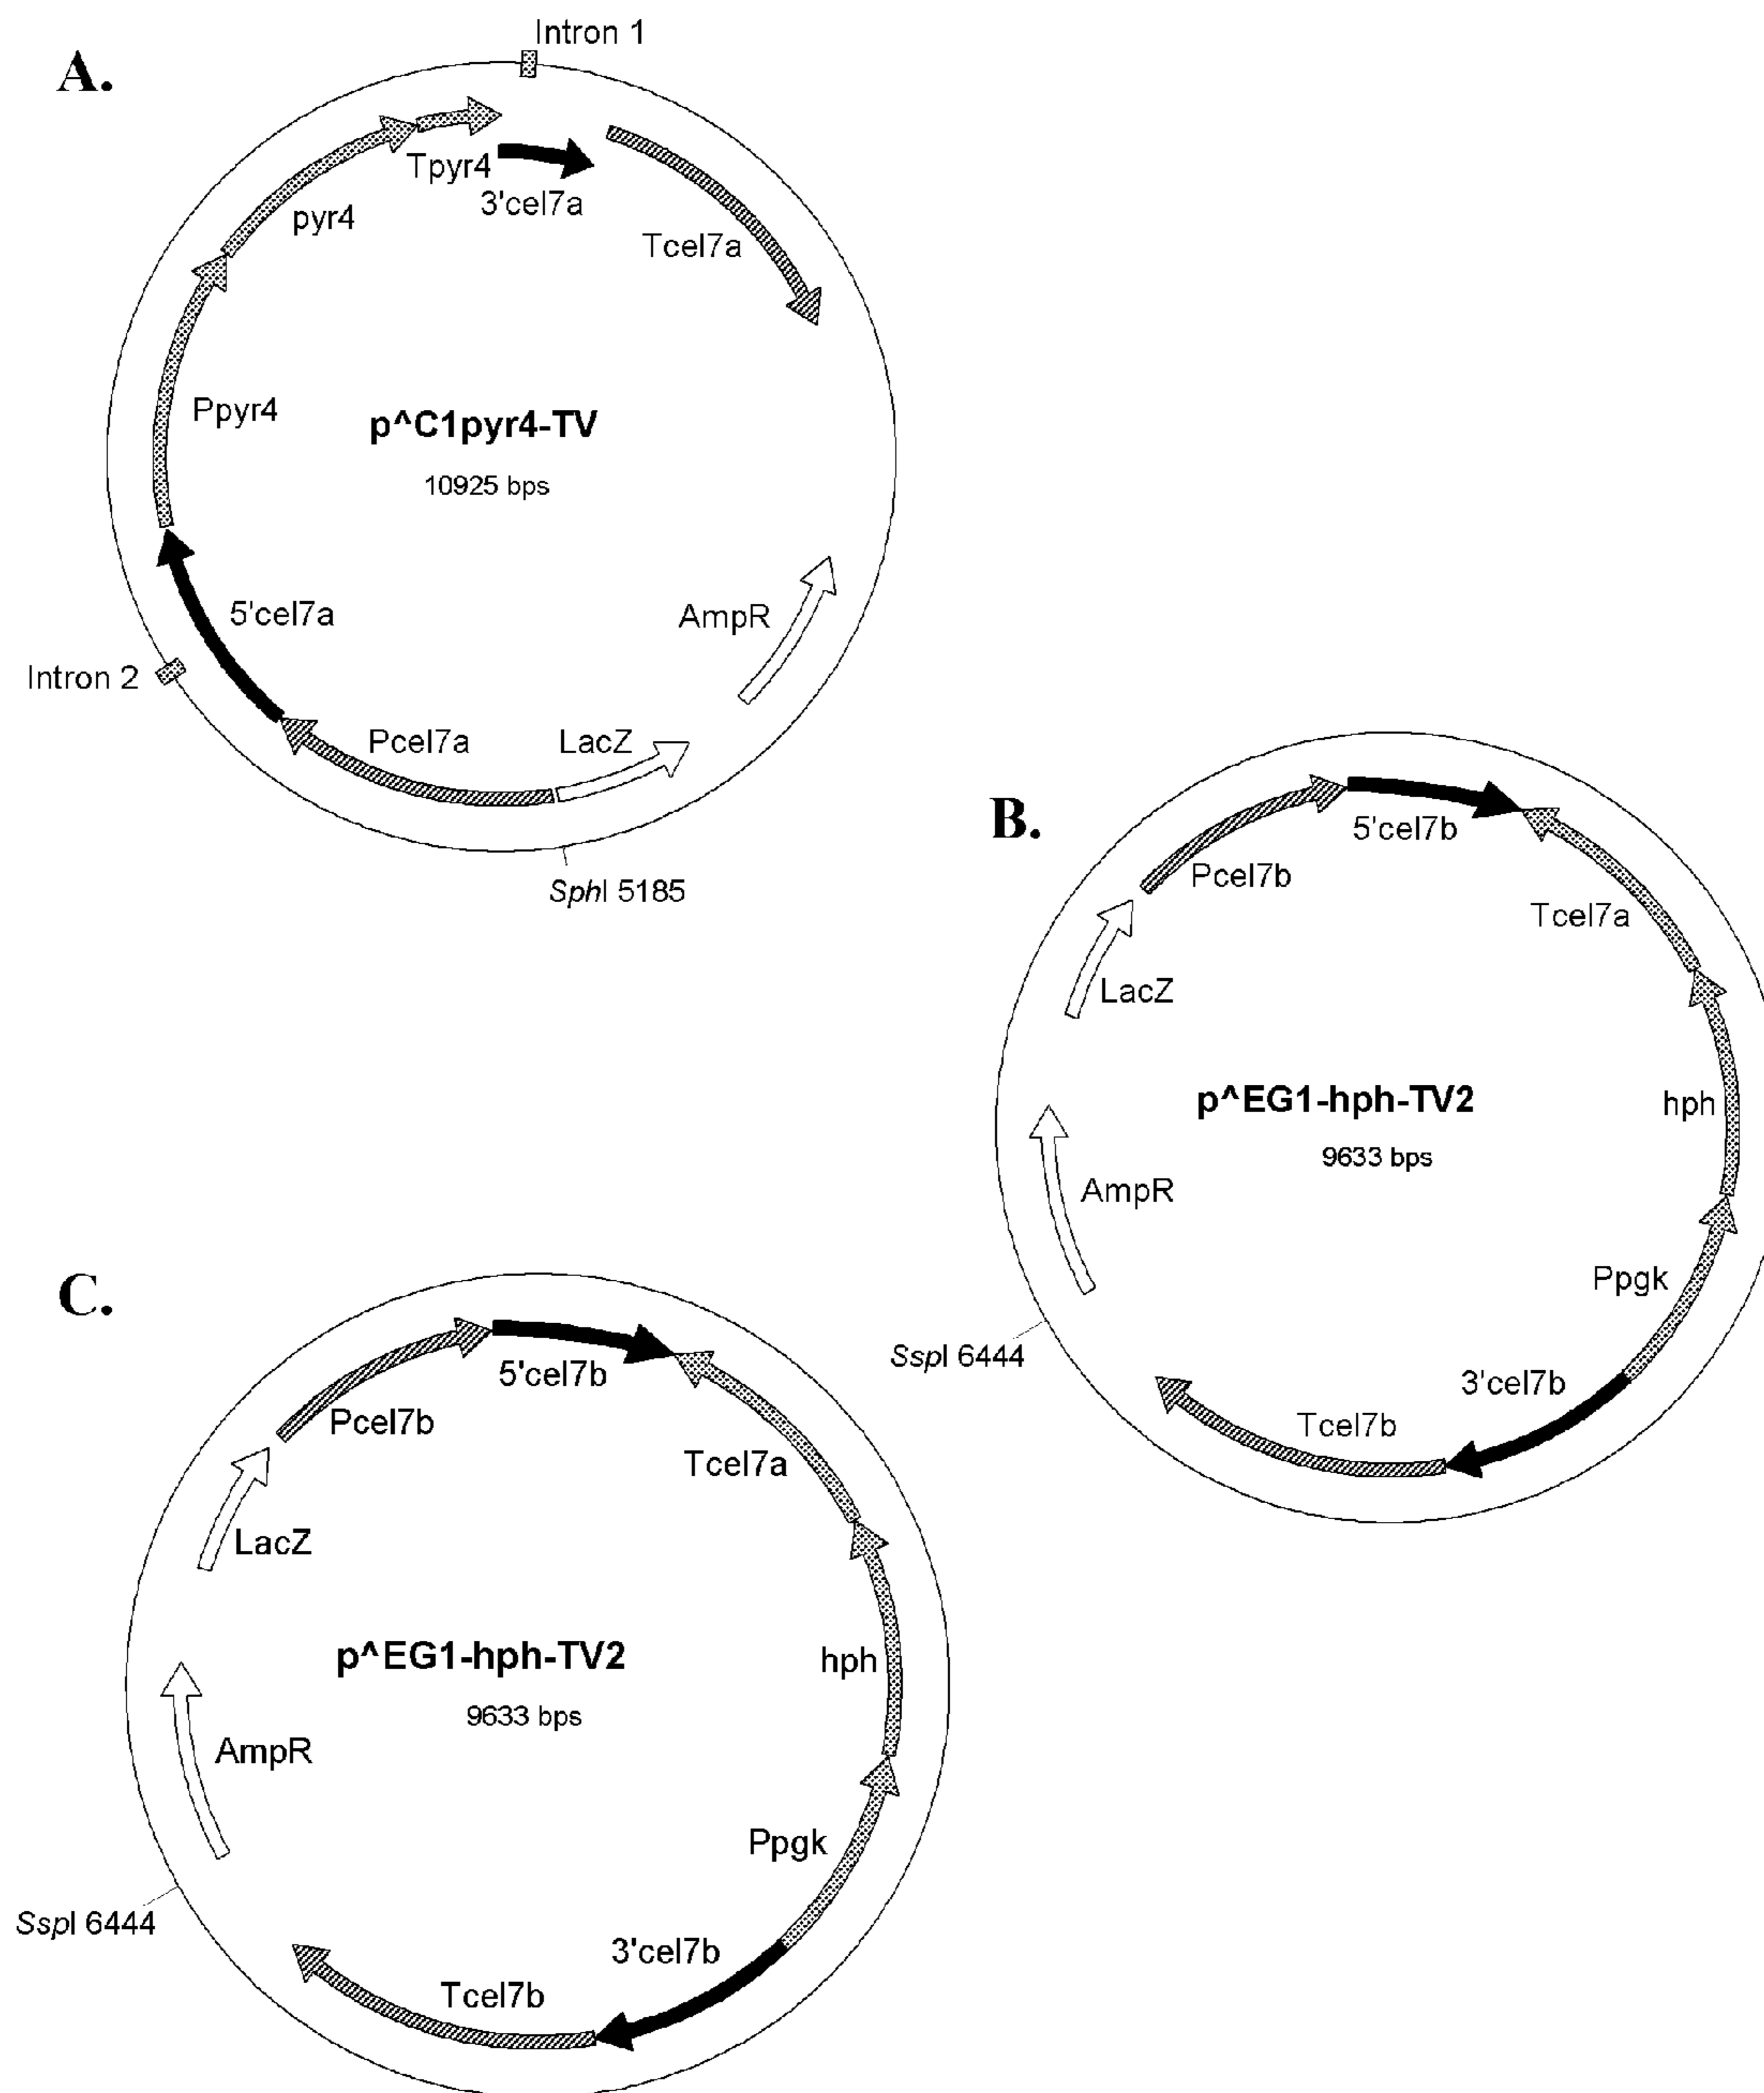 A.
Intron 1
Tpyr4
3'cel7a
pyr4
Tcel7a
Ppyr4
p^C1pyr4-TV
10925 bps
5'cel7a
AmpR
Intron 2
Pcel7a
LacZ
SphI 5185
B.
5'cel7b
Pcel7b
Tcel7a
LacZ
p^EG1-hph-TV2
hph
9633 bps
AmpR
Ppgk
SspI 6444
3'cel7b
Tcel7b
C.
5'cel7b
Pcel7b
Tcel7a
LacZ
p^EG1-hph-TV2
hph
9633 bps
AmpR
Ppgk
SspI 6444
3'cel7b
Tcel7b